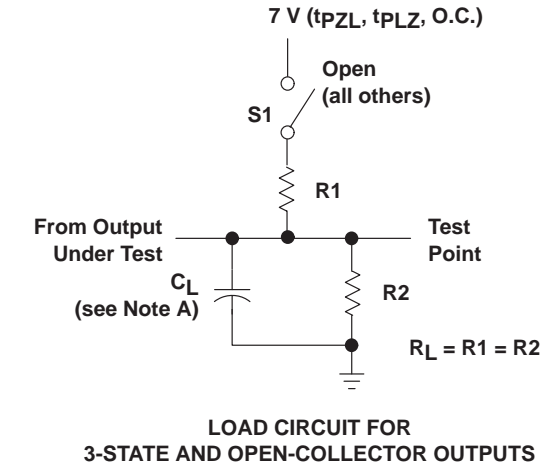 7 V (tPZL, tPLZ, O.C.)
Open
(all others)
S1
R1
From Output
Under Test
Test
Point
CL
(see Note A)
R2
RL = R1 = R2
LOAD CIRCUIT FOR
3-STATE AND OPEN-COLLECTOR OUTPUTS